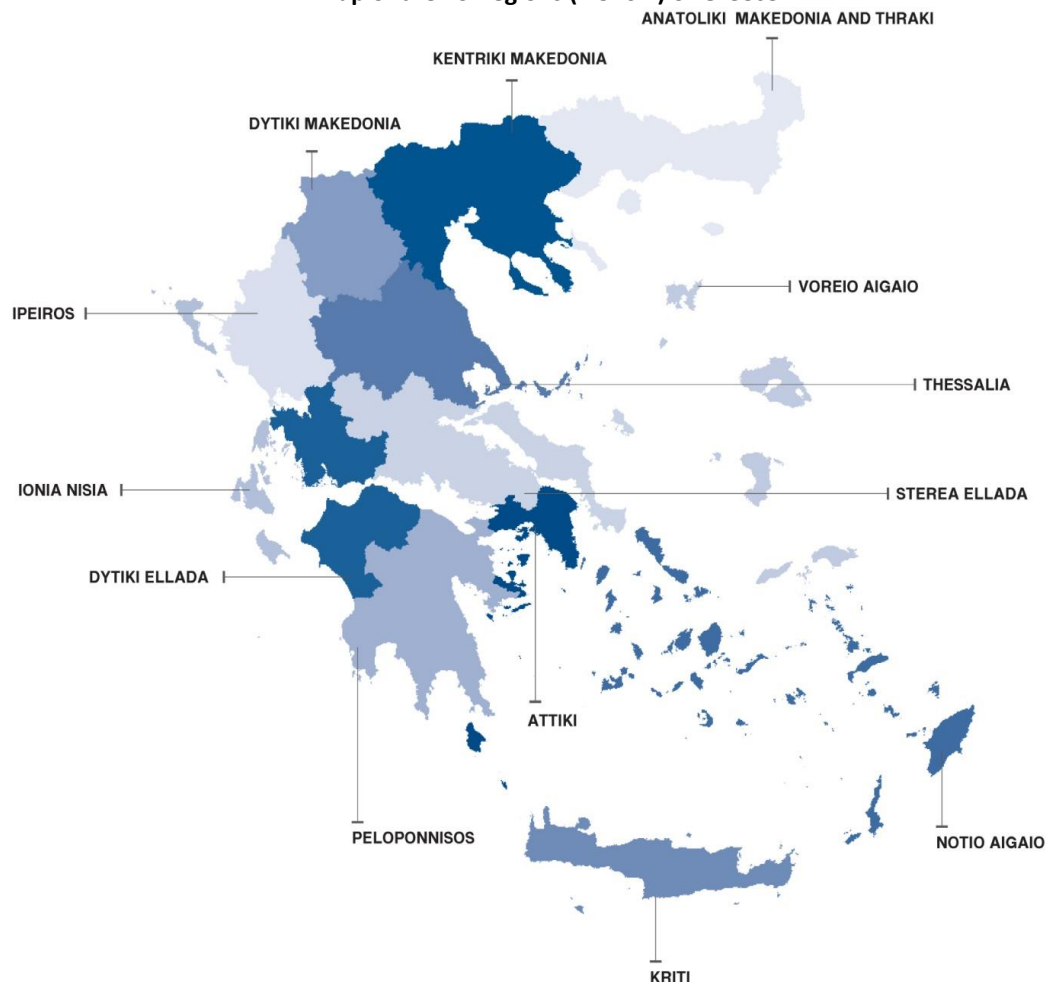 ANATOLIKI MAKEDONIA AND THRAKI
KENTRIKI MAKEDONIA
DYTIKI MAKEDONIA
VOREIO AIGAIO
IPEIROS
THESSALIA
IONIA NISIA
STEREA ELLADA
DYTIKI ELLADA
ATTIKI
PELOPONNISOS
NOTIO AIGAIO
KRITI